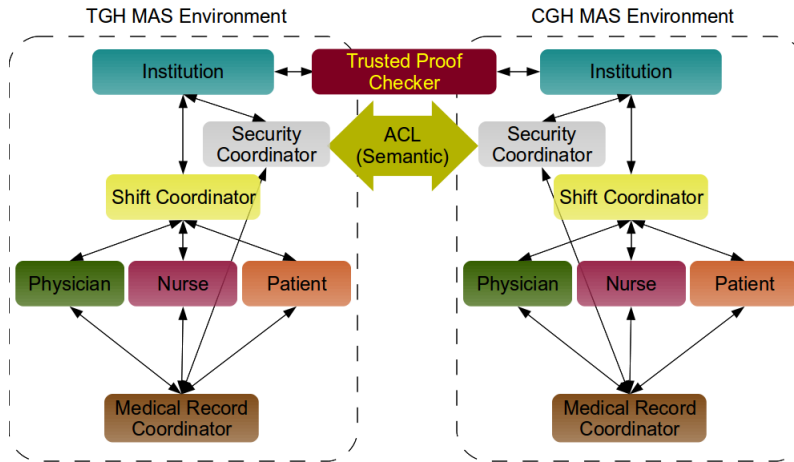 TGH MAS Environment
CGH MAS Environment
Institution
Trusted Proof
Checker
Institution
Security
Coordinator
ACL
(Semantic)
Security
Coordinator
Shift Coordinator
Shift Coordinator
Physician
Nurse
Patient
Physician
Nurse
Patient
Medical Record
Coordinator
Medical Record
Coordinator